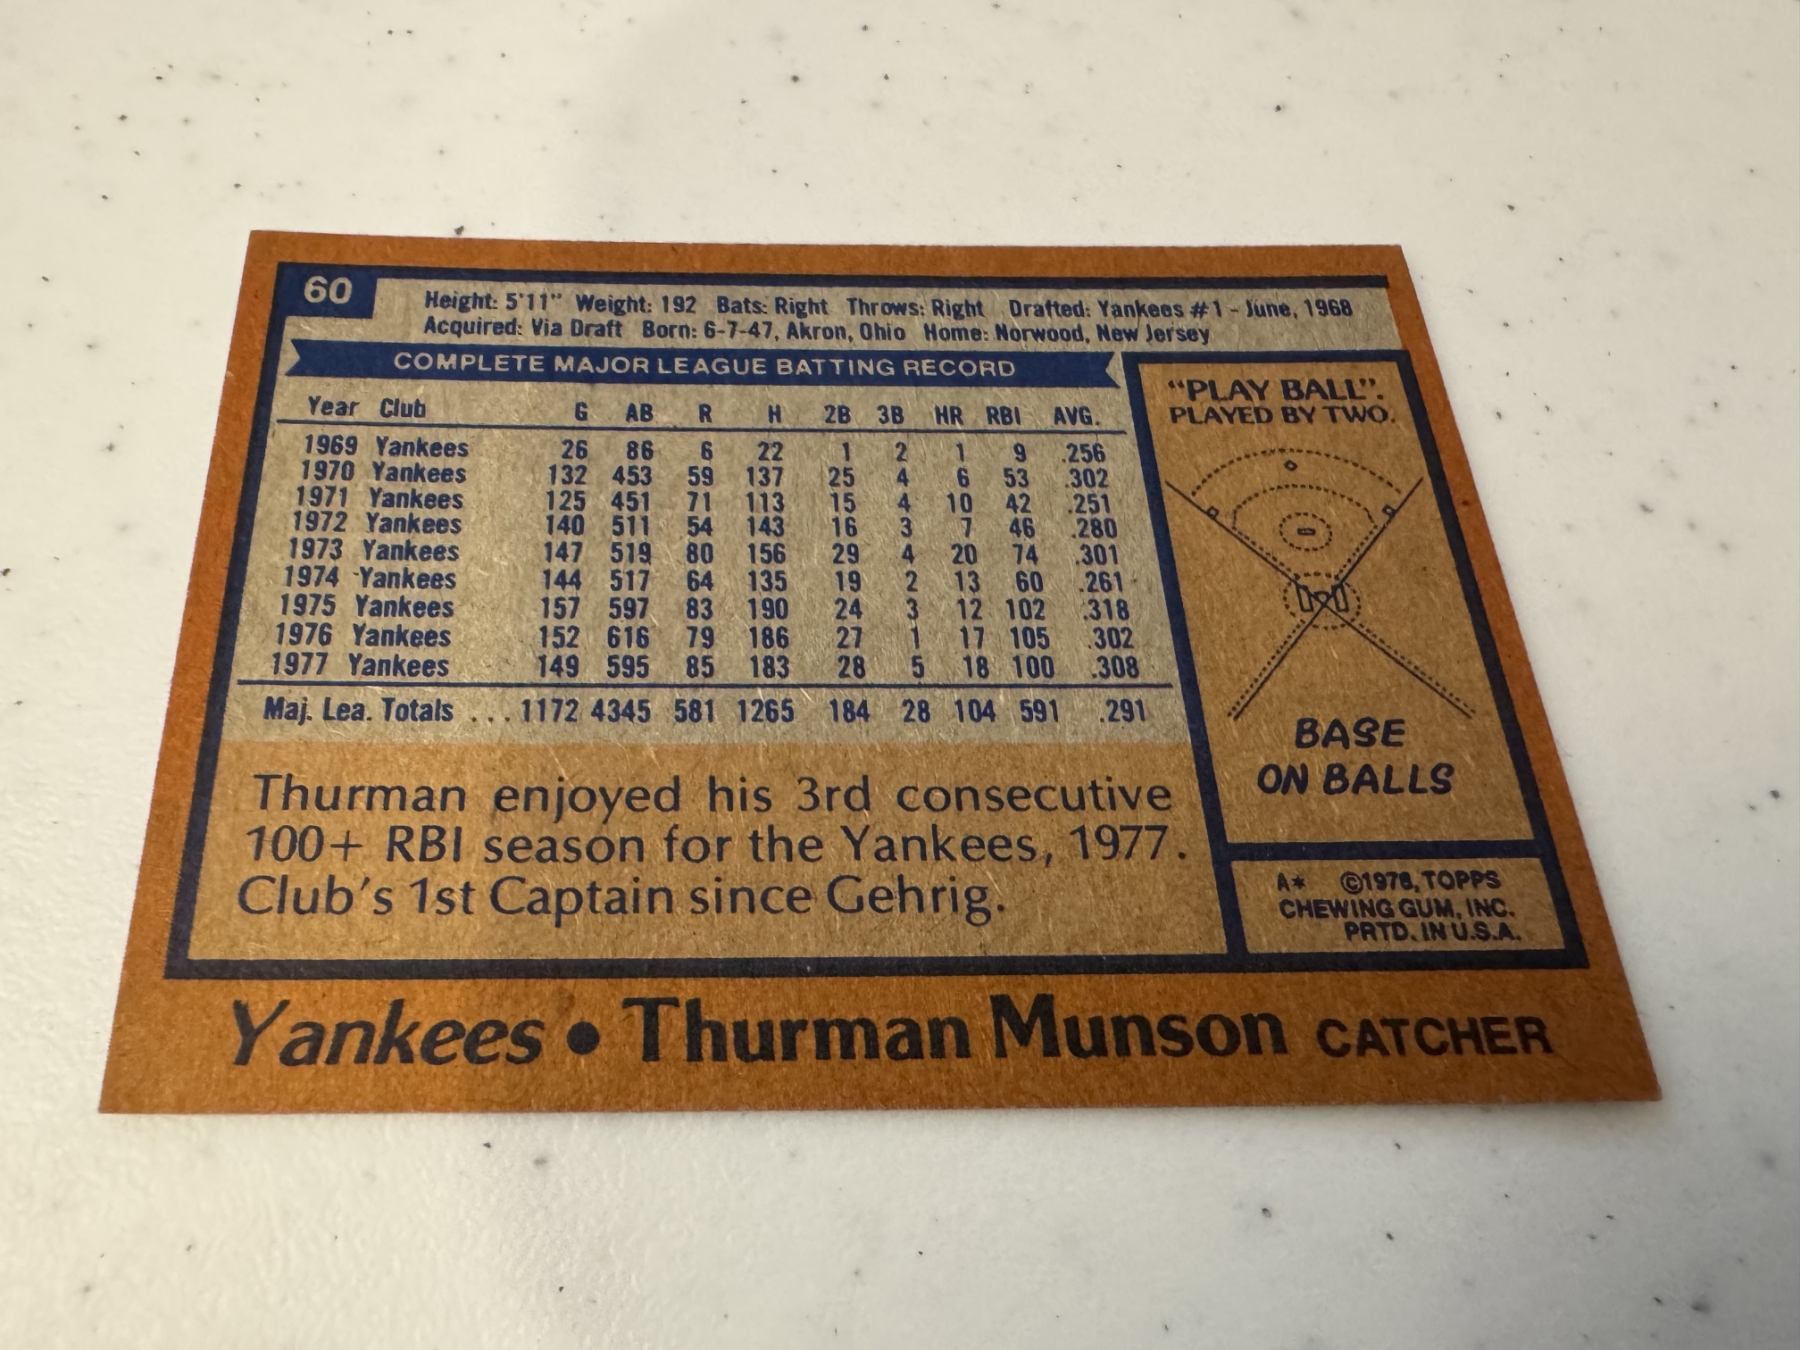 60
Height: 5'11" Weight: 192 Bats: Right Throws: Right Drafted: Yankees #1 - June, 1968
Acquired: Via Draft Born: 6-7-47, Akron, Ohio Home: Norwood, New Jersey
COMPLETE MAJOR LEAGUE BATTING RECORD
Year Club G AB R H 2B 3B HR RBI AVG.
1969 Yankees 26 86 6 22 1 2 1 9 .256
1970 Yankees 132 453 59 137 25 4 6 53 .302
1971 Yankees 125 451 71 113 15 4 10 42 .251
1972 Yankees 140 511 54 143 16 3 7 46 .280
1973 Yankees 147 519 80 156 29 4 20 74 .301
1974 Yankees 144 517 64 135 19 2 13 60 .261
1975 Yankees 157 597 83 190 24 3 12 102 .318
1976 Yankees 152 616 79 186 27 1 17 105 .302
1977 Yankees 149 595 85 183 28 5 18 100 .308
Maj. Lea. Totals ... 1172 4345 581 1265 184 28 104 591 .291
Thurman enjoyed his 3rd consecutive
100+ RBI season for the Yankees, 1977.
Club's 1st Captain since Gehrig.
"PLAY BALL".
PLAYED BY TWO.
BASE
ON BALLS
A* ©1978, TOPPS
CHEWING GUM, INC.
PRTD. IN U.S.A.
Yankees • Thurman Munson CATCHER